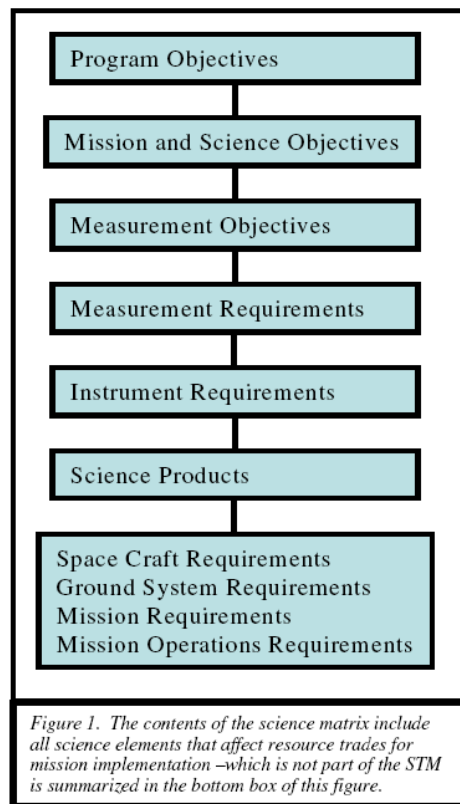 Program Objectives
Mission and Science Objectives
Measurement Objectives
Measurement Requirements
Instrument Requirements
Science Products
Space Craft Requirements
Ground System Requirements
Mission Requirements
Mission Operations Requirements
Figure 1. The contents of the science matrix include
all science elements that affect resource trades for
mission implementation –which is not part of the STM
is summarized in the bottom box of this figure.